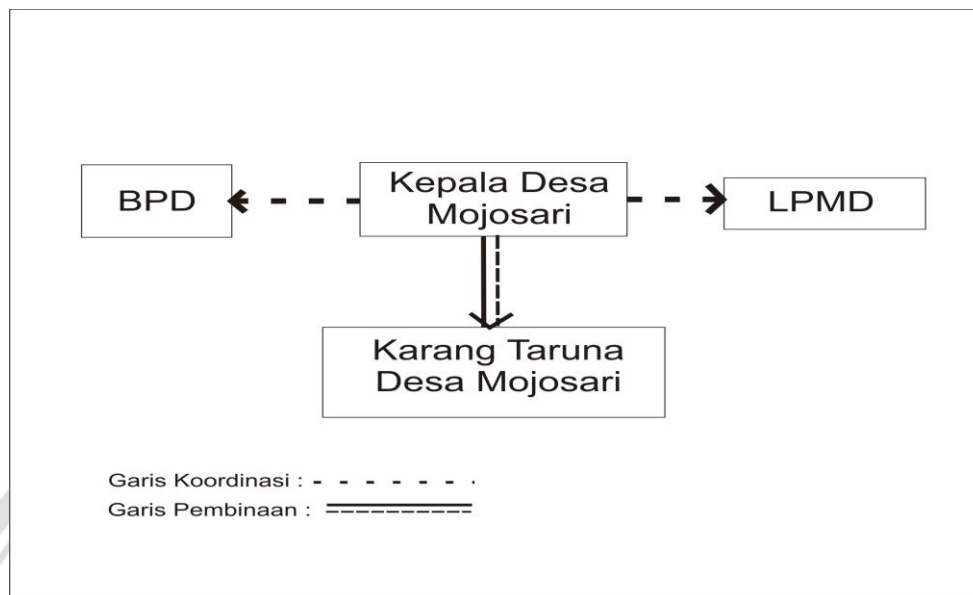 BPD
Kepala Desa
Mojosari
LPMD
Karang Taruna
Desa Mojosari
Garis Koordinasi :
Garis Pembinaan :